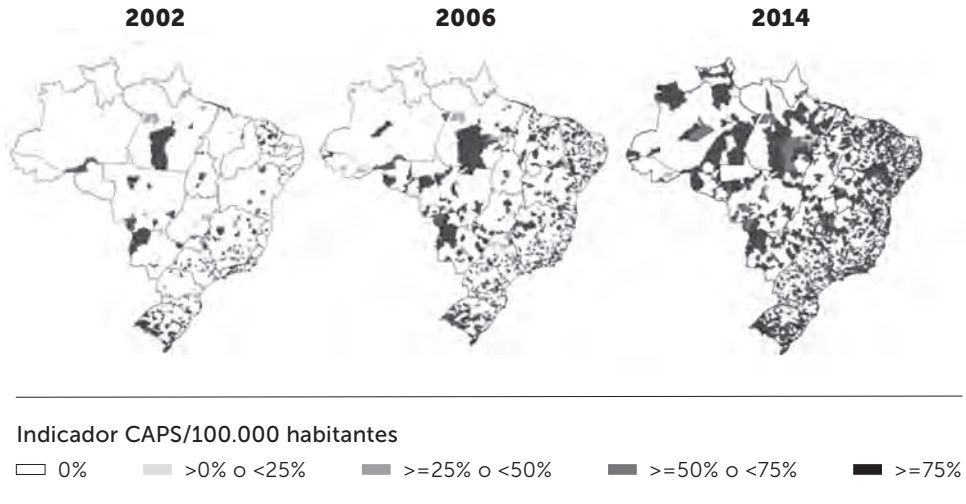 2002 2006 2014
Indicador CAPS/100.000 habitantes
0% >0% o <25% >=25% o <50% >=50% o <75% >=75%